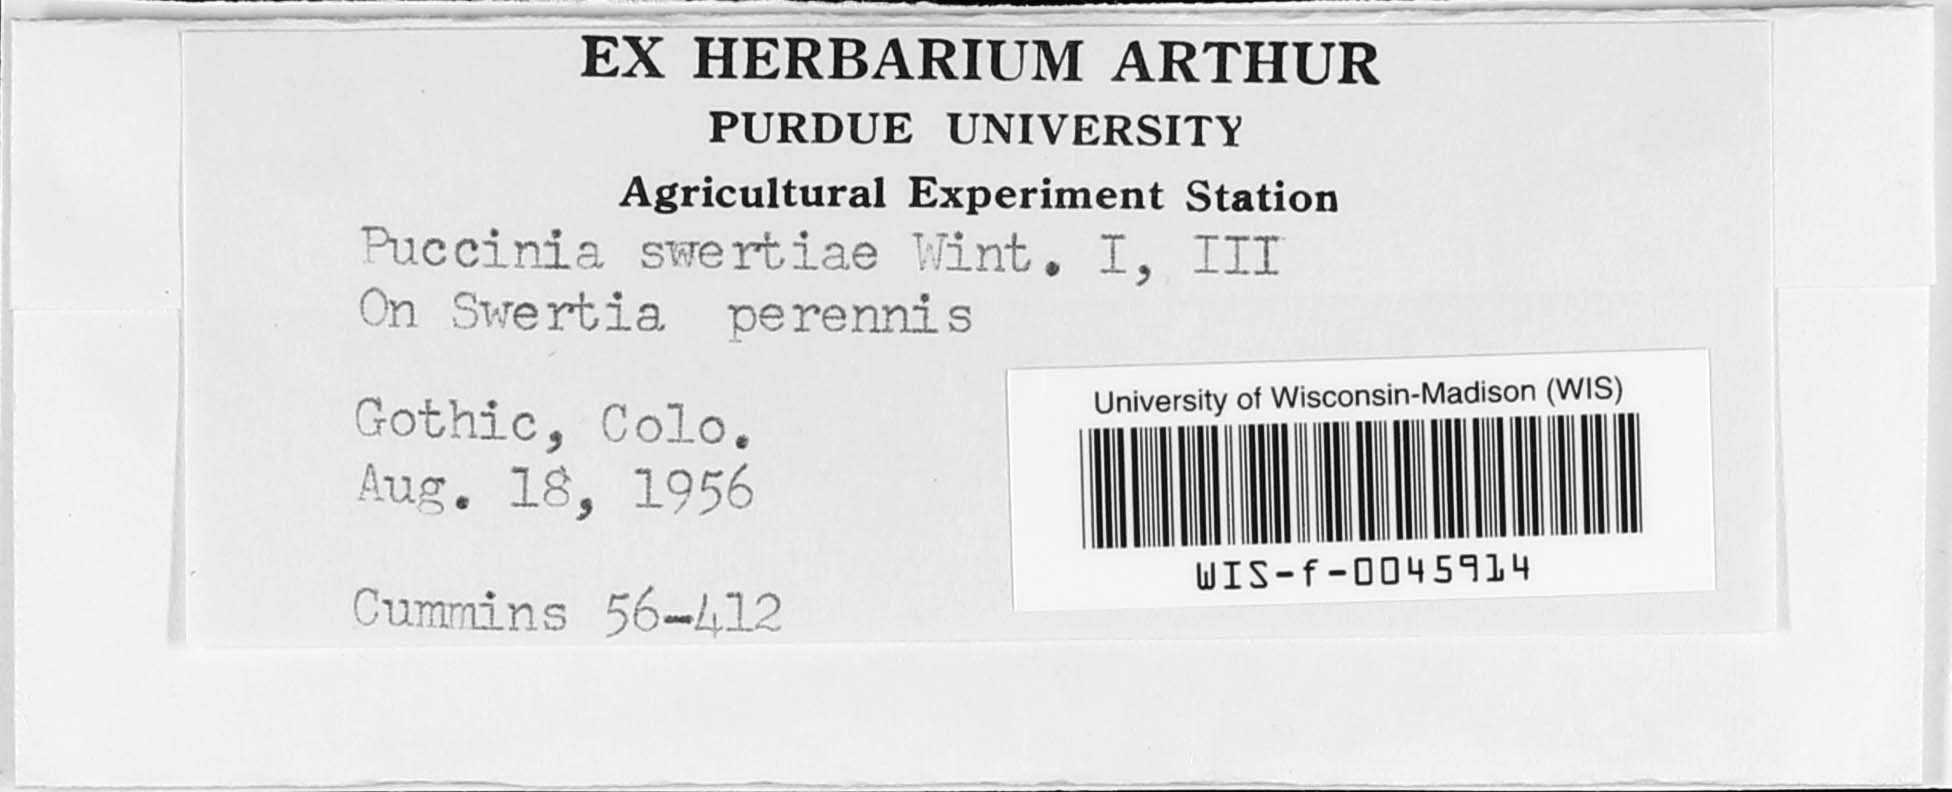 EX HERBARIUM ARTHUR
PURDUE UNIVERSITY
Agricultural Experiment Station
Puccinia swertiae Wint. I, III
On Swertia perennis
Gothic, Colo.
Aug. 18, 1956
Cummins 56-412
University of Wisconsin-Madison (WIS)
WIS-f-0045914